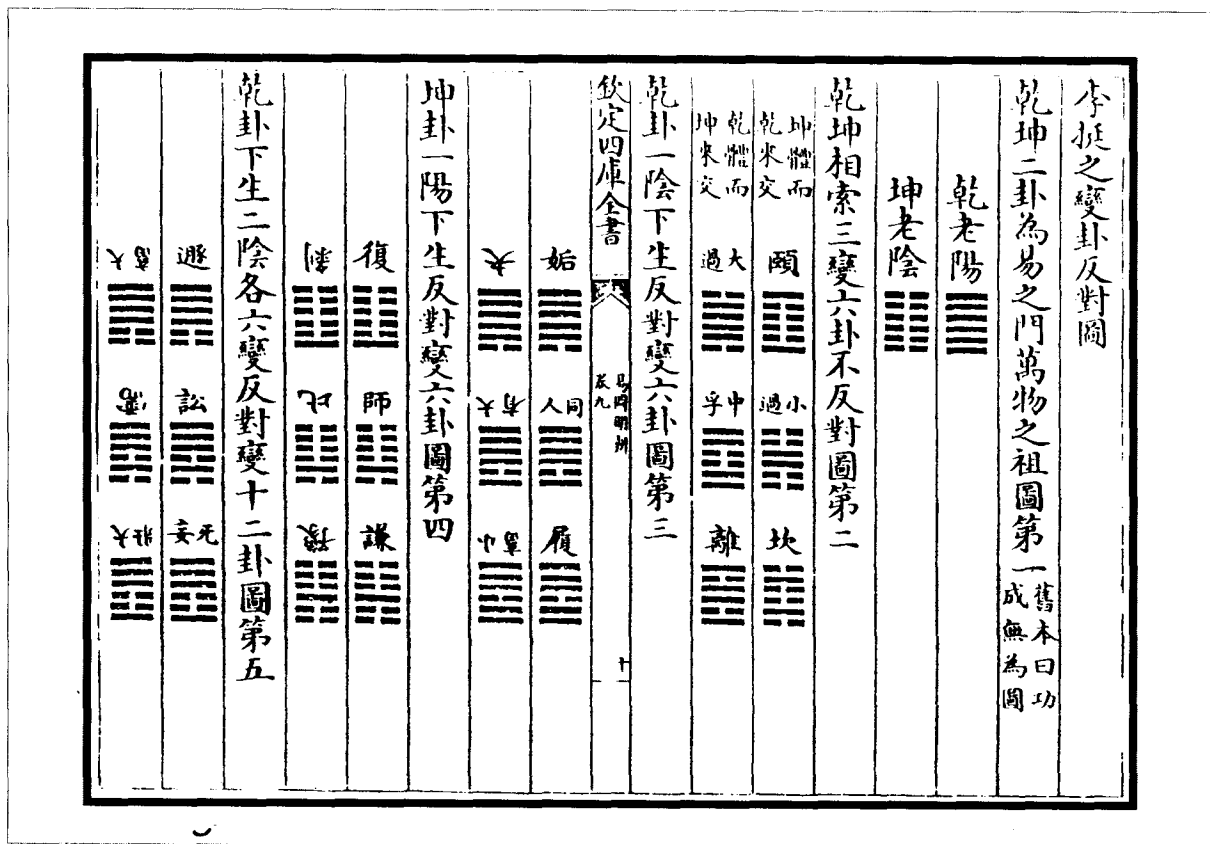 李挺之變卦反對圖
乾坤二卦為易之門萬物之祖圖第一舊本曰功成無為圖
乾老陽
坤老陰
乾坤相索三變六卦不反對圖第二
坤體而乾來交 頤 小過 坎
乾體而坤來交 大過 中孚 離
乾卦一陰下生反對變六卦圖第三
欽定四庫全書 易圖明辨 卷九 十
姤 同人 履
夬 大有 小畜
坤卦一陽下生反對變六卦圖第四
復 師 謙
剝 比 豫
乾卦下生二陰各六變反對變十二卦圖第五
遯 訟 无妄
大畜 需 大壯